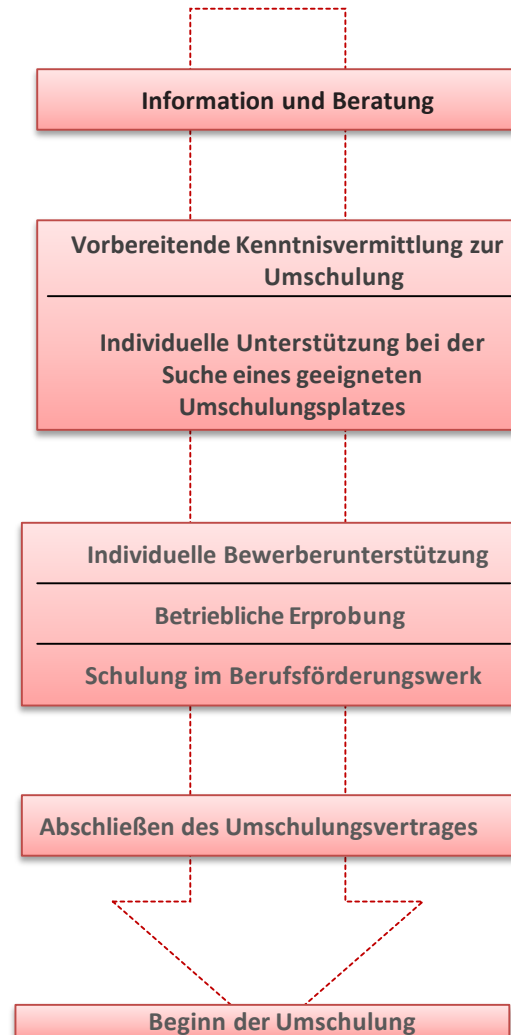 Information und Beratung
Vorbereitende Kenntnisvermittlung zur
Umschulung
Individuelle Unterstützung bei der
Suche eines geeigneten
Umschulungsplatzes
Individuelle Bewerberunterstützung
Betriebliche Erprobung
Schulung im Berufsförderungswerk
Abschließen des Umschulungsvertrages
Beginn der Umschulung